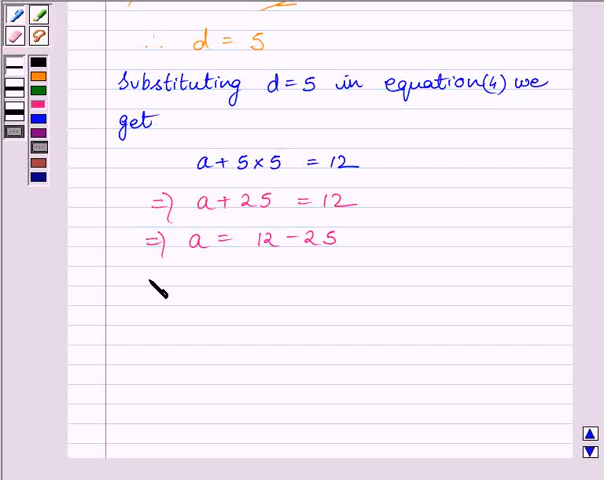 ∴ d = 5
Substituting d=5 in equation(4) we
get
a + 5 × 5 = 12
=) a + 25 = 12
=) a = 12 - 25